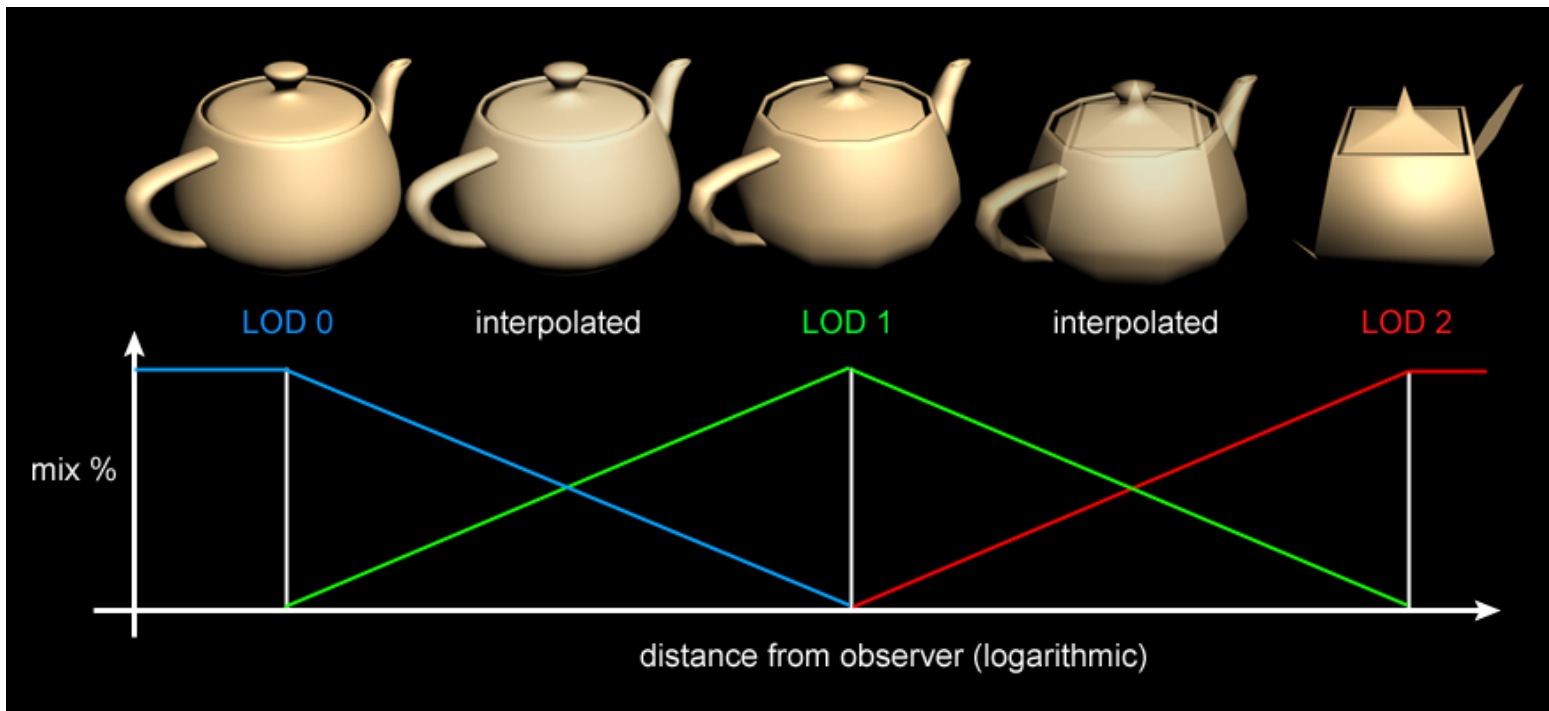 LOD 0
interpolated
LOD 1
interpolated
LOD 2
mix %
distance from observer (logarithmic)